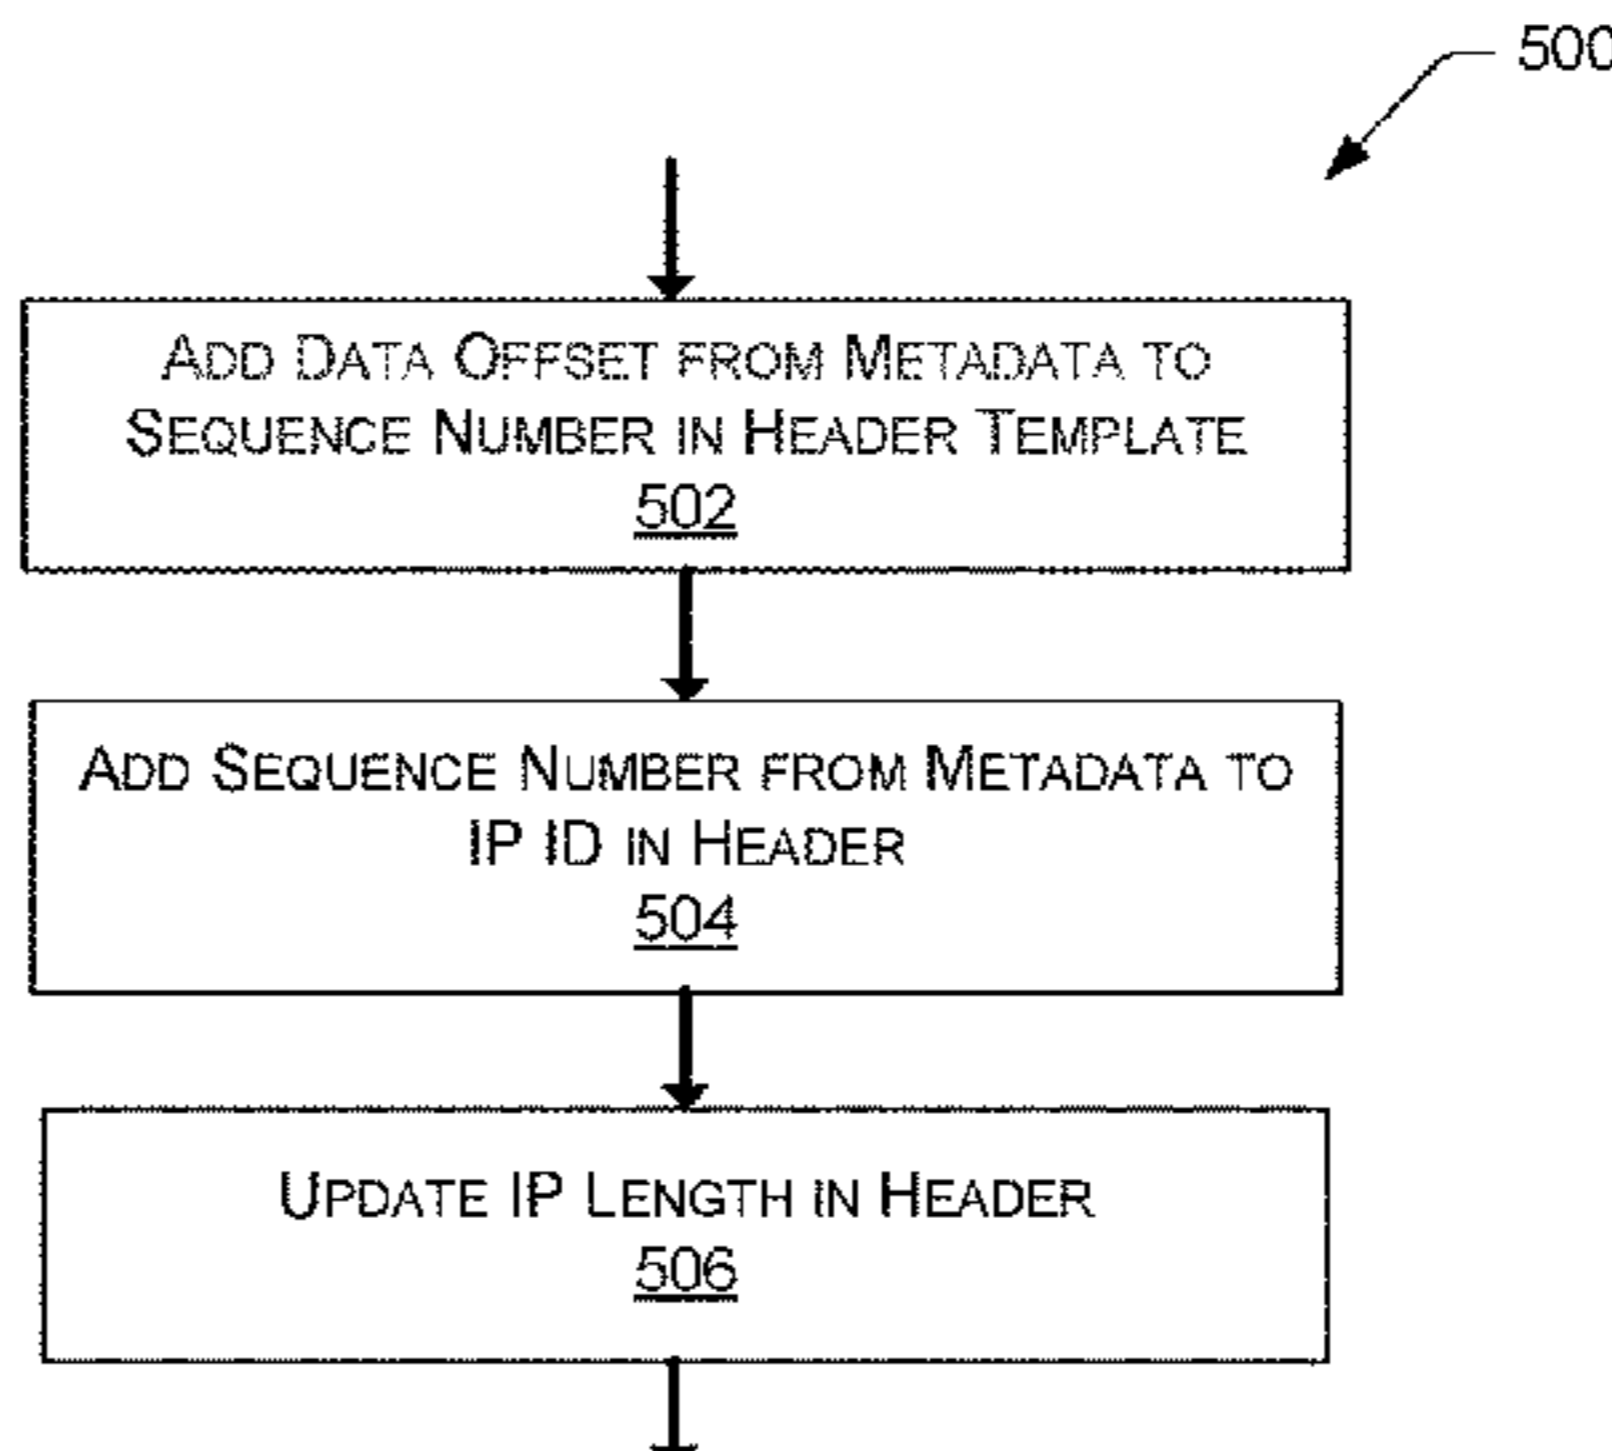 500
ADD DATA OFFSET FROM METADATA TO
SEQUENCE NUMBER IN HEADER TEMPLATE
502
ADD SEQUENCE NUMBER FROM METADATA TO
IP ID IN HEADER
504
UPDATE IP LENGTH IN HEADER
506